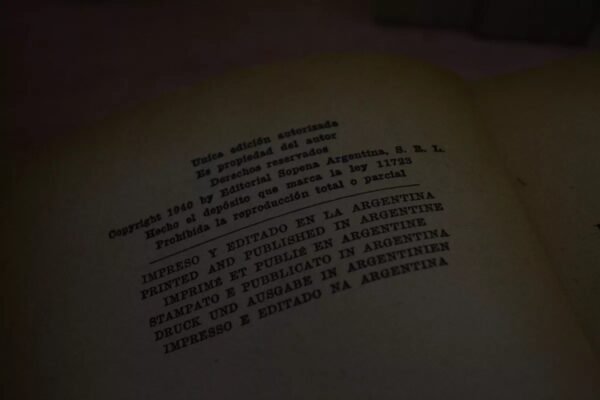 Unica edición autorizada
Es propiedad del autor
Derechos reservados
Copyright 1940 by Editorial Sopena Argentina, S. R. L.
Hecho el depósito que marca la ley 11723
Prohibida la reproducción total o parcial
IMPRESO Y EDITADO EN LA ARGENTINA
PRINTED AND PUBLISHED IN ARGENTINE
IMPRIMÉ ET PUBLIÉ EN ARGENTINE
STAMPATO E PUBBLICATO IN ARGENTINA
DRUCK UND AUSGABE IN ARGENTINIEN
IMPRESSO E EDITADO NA ARGENTINA